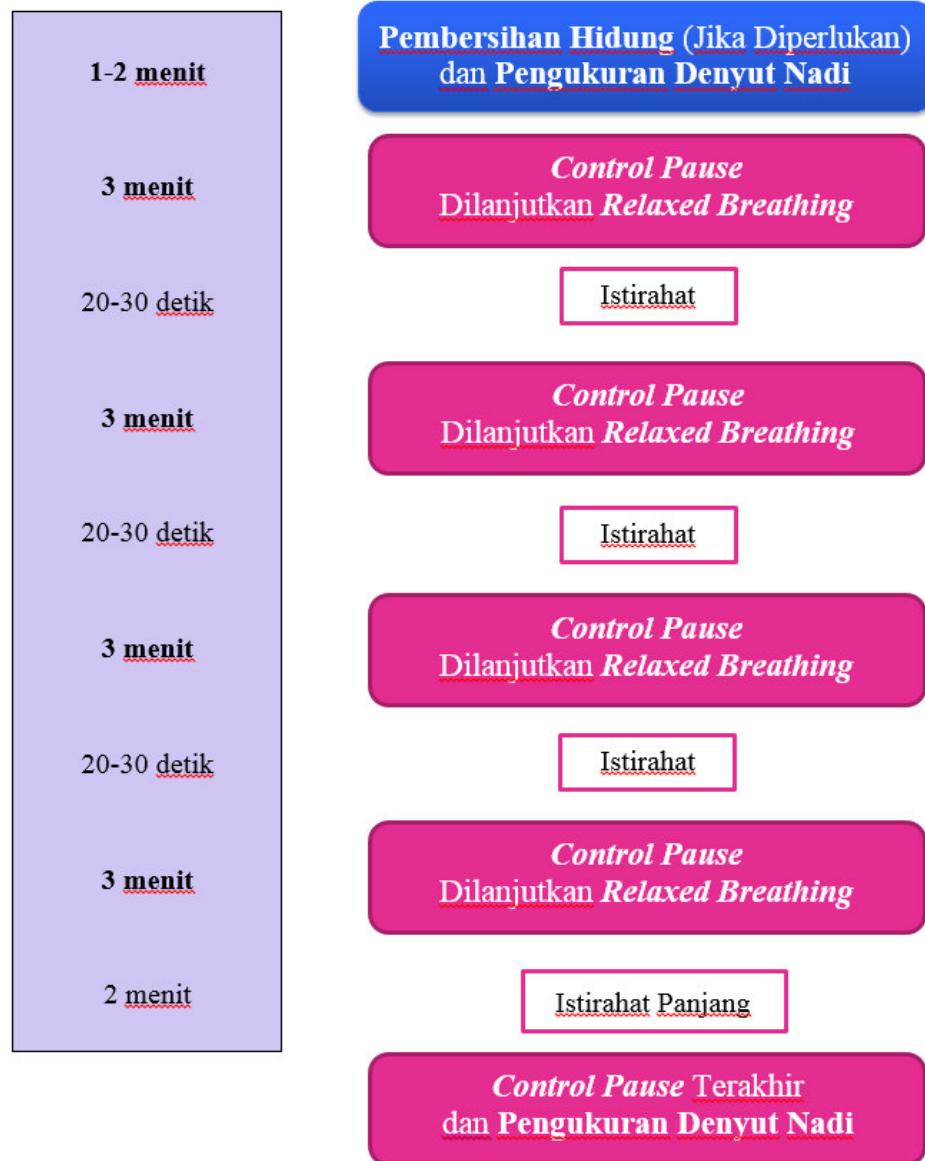 1-2 menit
Pembersihan Hidung (Jika Diperlukan)
dan Pengukuran Denyut Nadi
3 menit
Control Pause
Dilanjutkan Relaxed Breathing
20-30 detik
Istirahat
3 menit
Control Pause
Dilanjutkan Relaxed Breathing
20-30 detik
Istirahat
3 menit
Control Pause
Dilanjutkan Relaxed Breathing
20-30 detik
Istirahat
3 menit
Control Pause
Dilanjutkan Relaxed Breathing
2 menit
Istirahat Panjang
Control Pause Terakhir
dan Pengukuran Denyut Nadi